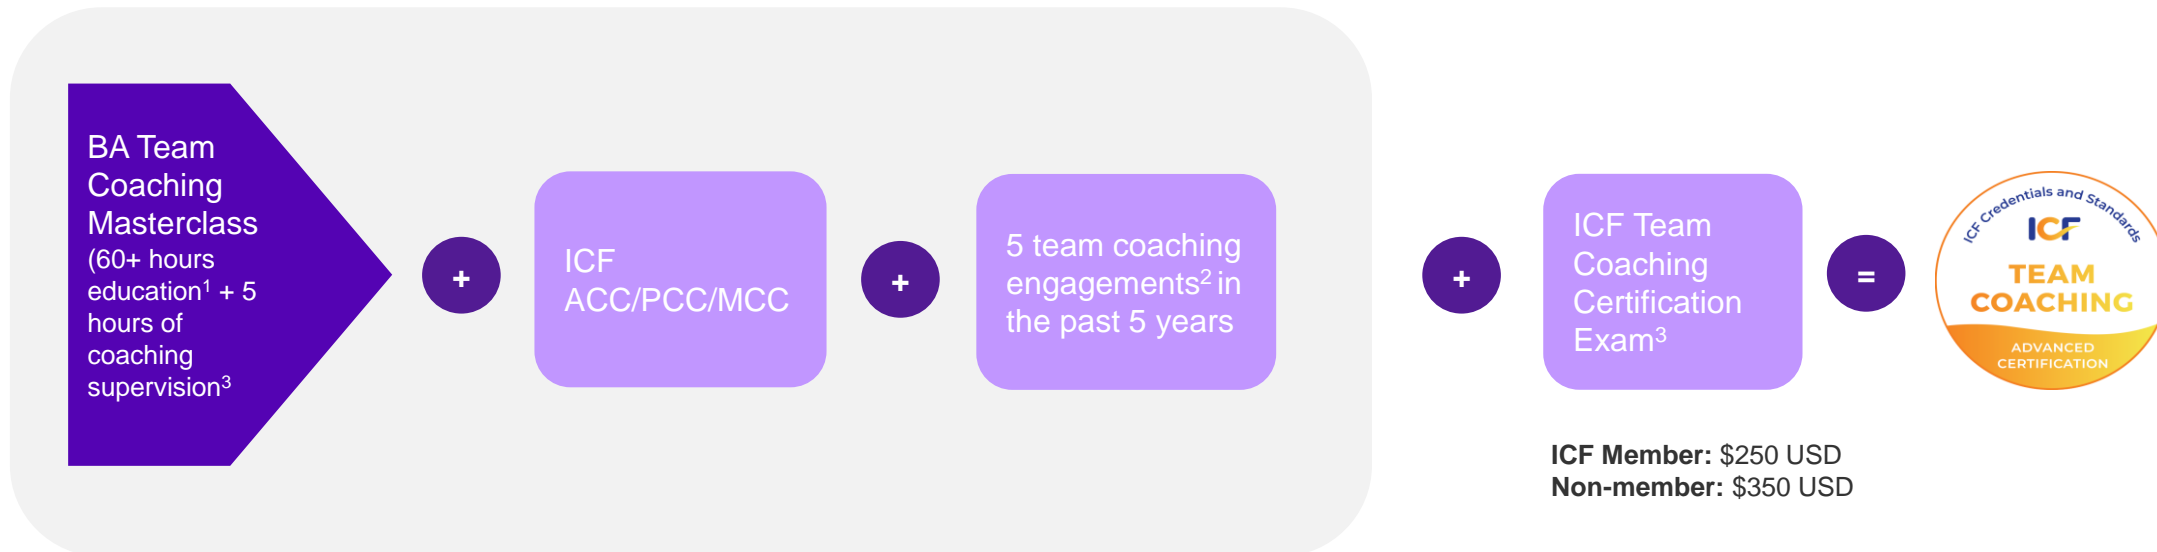 BA Team
Coaching
Masterclass
(60+ hours
education¹ + 5
hours of
coaching
supervision³
+
ICF
ACC/PCC/MCC
+
5 team coaching
engagements² in
the past 5 years
+
ICF Team
Coaching
Certification
Exam³
=
ICF Credentials and Standards
ICF
TEAM
COACHING
ADVANCED
CERTIFICATION
ICF Member: $250 USD
Non-member: $350 USD